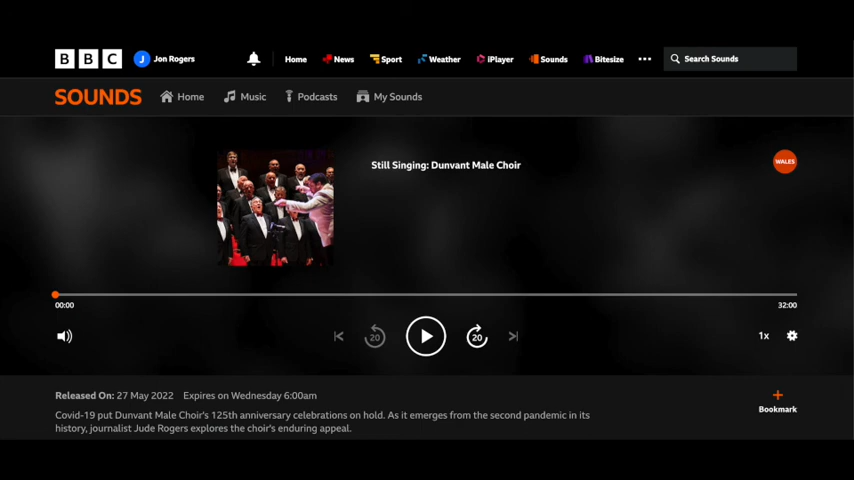 BBC
J Jon Rogers
Home News Sport Weather iPlayer Sounds Bitesize Search Sounds
SOUNDS Home Music Podcasts My Sounds
Still Singing: Dunvant Male Choir
WALES
00:00 32:00
20 20 1x
Released On: 27 May 2022 Expires on Wednesday 6:00am
Covid-19 put Dunvant Male Choir's 125th anniversary celebrations on hold. As it emerges from the second pandemic in its
history, journalist Jude Rogers explores the choir's enduring appeal.
Bookmark